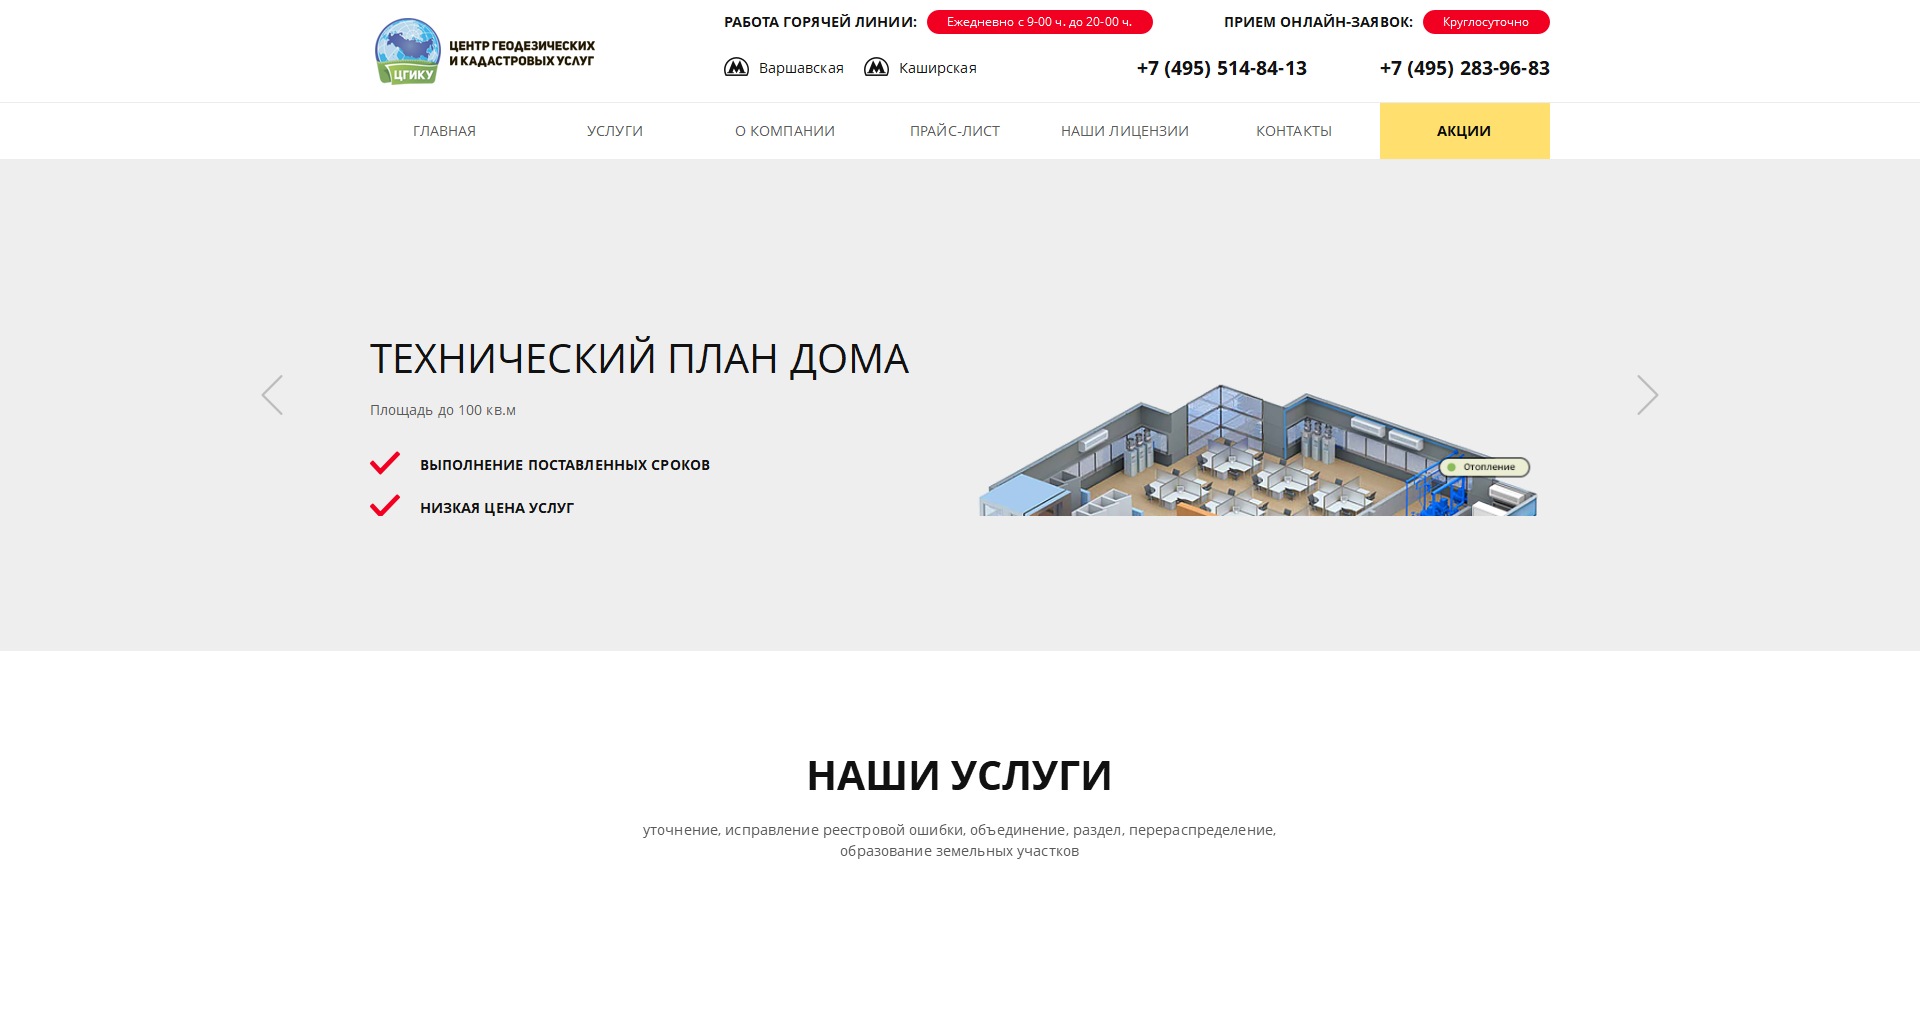 ЦЕНТР ГЕОДЕЗИЧЕСКИХ
И КАДАСТРОВЫХ УСЛУГ
ЦГИКУ
РАБОТА ГОРЯЧЕЙ ЛИНИИ: Ежедневно с 9-00 ч. до 20-00 ч.
ПРИЕМ ОНЛАЙН-ЗАЯВОК: Круглосуточно
Варшавская Каширская
+7 (495) 514-84-13 +7 (495) 283-96-83
ГЛАВНАЯ УСЛУГИ О КОМПАНИИ ПРАЙС-ЛИСТ НАШИ ЛИЦЕНЗИИ КОНТАКТЫ АКЦИИ
ТЕХНИЧЕСКИЙ ПЛАН ДОМА
Площадь до 100 кв.м
ВЫПОЛНЕНИЕ ПОСТАВЛЕННЫХ СРОКОВ
НИЗКАЯ ЦЕНА УСЛУГ
Отопление
НАШИ УСЛУГИ
уточнение, исправление реестровой ошибки, объединение, раздел, перераспределение,
образование земельных участков